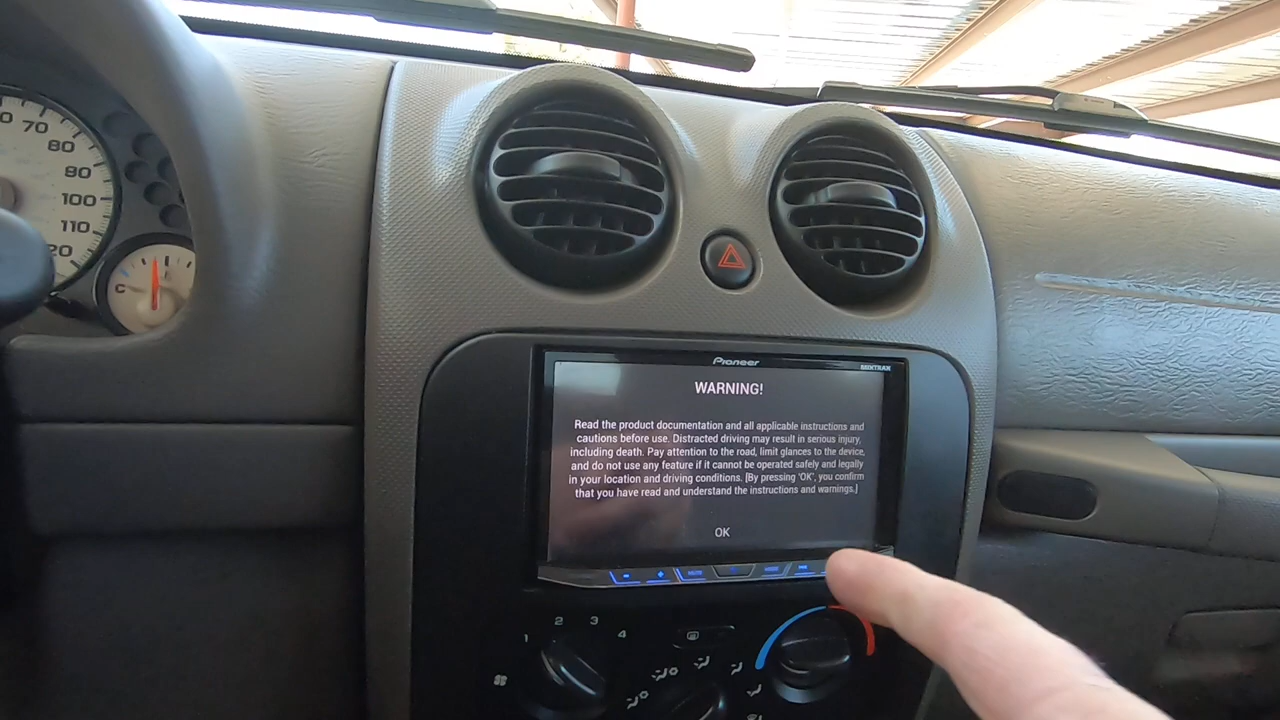 70
80
90
100
110
20
C
Pioneer
MIXTRAX
WARNING!
Read the product documentation and all applicable instructions and
cautions before use. Distracted driving may result in serious injury,
including death. Pay attention to the road, limit glances to the device,
and do not use any feature if it cannot be operated safely and legally
in your location and driving conditions. [By pressing 'OK', you confirm
that you have read and understand the instructions and warnings.]
OK
MUTE
MODE
1 2 3 4